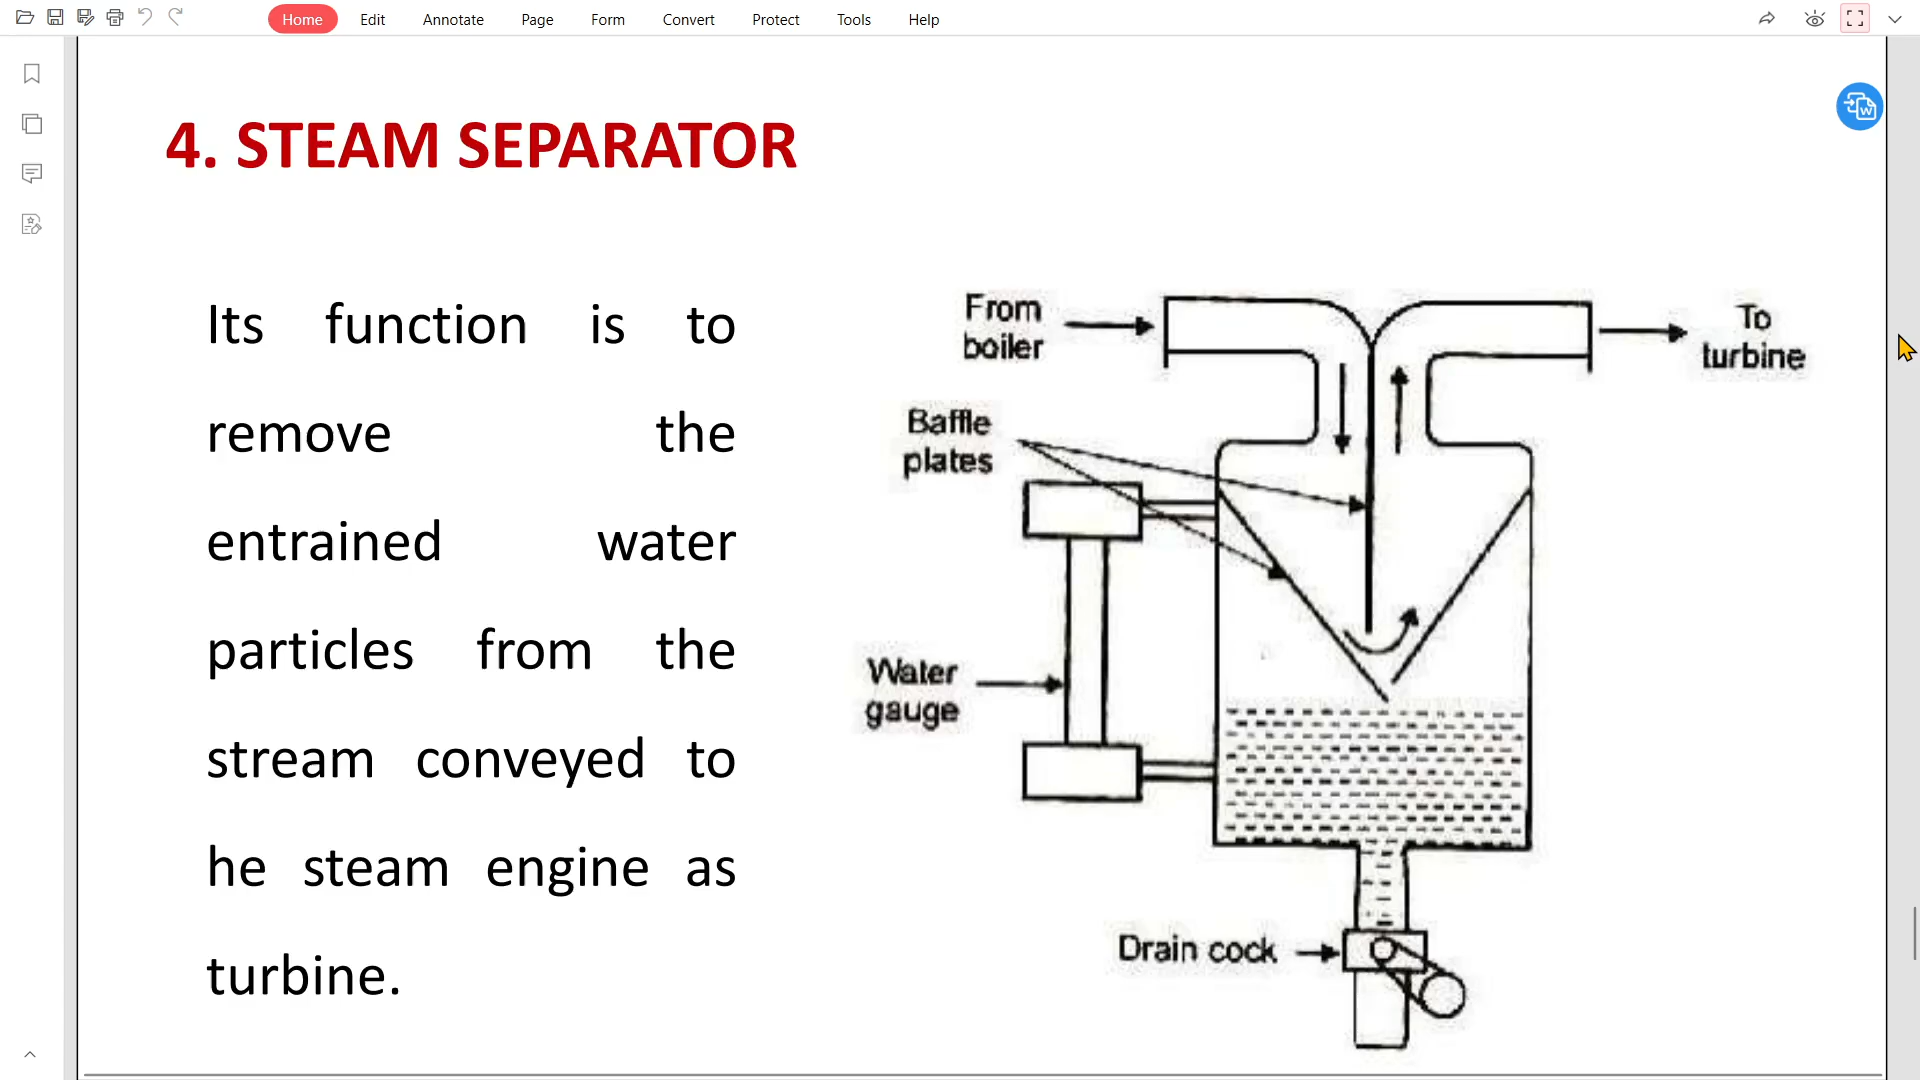 Home Edit Annotate Page Form Convert Protect Tools Help
4. STEAM SEPARATOR
Its function is to
remove the
entrained water
particles from the
stream conveyed to
he steam engine as
turbine.
From
boiler
To
turbine
Baffle
plates
Water
gauge
Drain cock
W